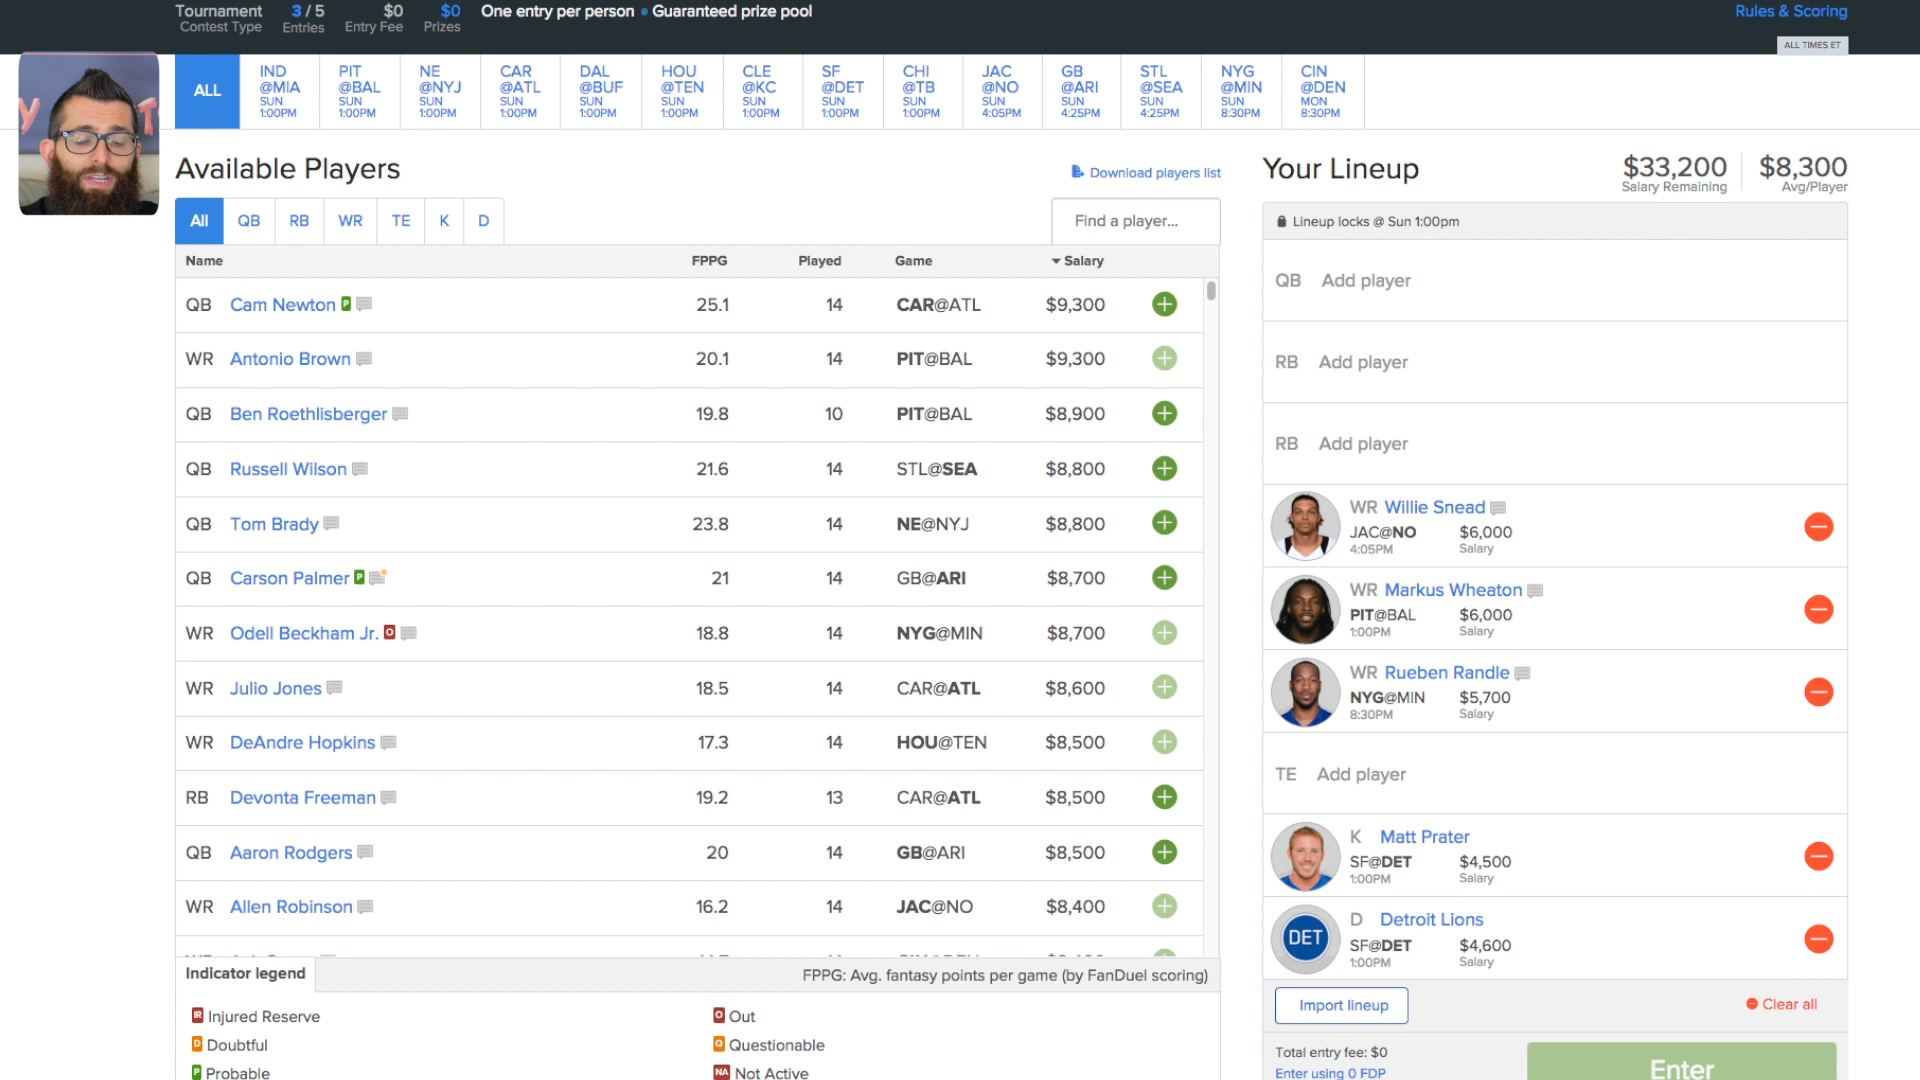 Tournament
Contest Type
3 / 5
Entries
$0
Entry Fee
$0
Prizes
One entry per person • Guaranteed prize pool
Rules & Scoring
ALL TIMES ET
ALL
IND
@MIA
SUN
1:00PM
PIT
@BAL
SUN
1:00PM
NE
@NYJ
SUN
1:00PM
CAR
@ATL
SUN
1:00PM
DAL
@BUF
SUN
1:00PM
HOU
@TEN
SUN
1:00PM
CLE
@KC
SUN
1:00PM
SF
@DET
SUN
1:00PM
CHI
@TB
SUN
1:00PM
JAC
@NO
SUN
4:05PM
GB
@ARI
SUN
4:25PM
STL
@SEA
SUN
4:25PM
NYG
@MIN
SUN
8:30PM
CIN
@DEN
MON
8:30PM
Available Players
Download players list
All QB RB WR TE K D
Find a player...
Name FPPG Played Game Salary
QB Cam Newton P 25.1 14 CAR@ATL $9,300
WR Antonio Brown 20.1 14 PIT@BAL $9,300
QB Ben Roethlisberger 19.8 10 PIT@BAL $8,900
QB Russell Wilson 21.6 14 STL@SEA $8,800
QB Tom Brady 23.8 14 NE@NYJ $8,800
QB Carson Palmer P 21 14 GB@ARI $8,700
WR Odell Beckham Jr. O 18.8 14 NYG@MIN $8,700
WR Julio Jones 18.5 14 CAR@ATL $8,600
WR DeAndre Hopkins 17.3 14 HOU@TEN $8,500
RB Devonta Freeman 19.2 13 CAR@ATL $8,500
QB Aaron Rodgers 20 14 GB@ARI $8,500
WR Allen Robinson 16.2 14 JAC@NO $8,400
Indicator legend
FPPG: Avg. fantasy points per game (by FanDuel scoring)
IR Injured Reserve
O Out
D Doubtful
Q Questionable
P Probable
NA Not Active
Your Lineup
$33,200
Salary Remaining
$8,300
Avg/Player
Lineup locks @ Sun 1:00pm
QB Add player
RB Add player
RB Add player
WR Willie Snead
JAC@NO $6,000
4:05PM Salary
WR Markus Wheaton
PIT@BAL $6,000
1:00PM Salary
WR Rueben Randle
NYG@MIN $5,700
8:30PM Salary
TE Add player
K Matt Prater
SF@DET $4,500
1:00PM Salary
DET
D Detroit Lions
SF@DET $4,600
1:00PM Salary
Import lineup
Clear all
Total entry fee: $0
Enter using 0 FDP
Enter